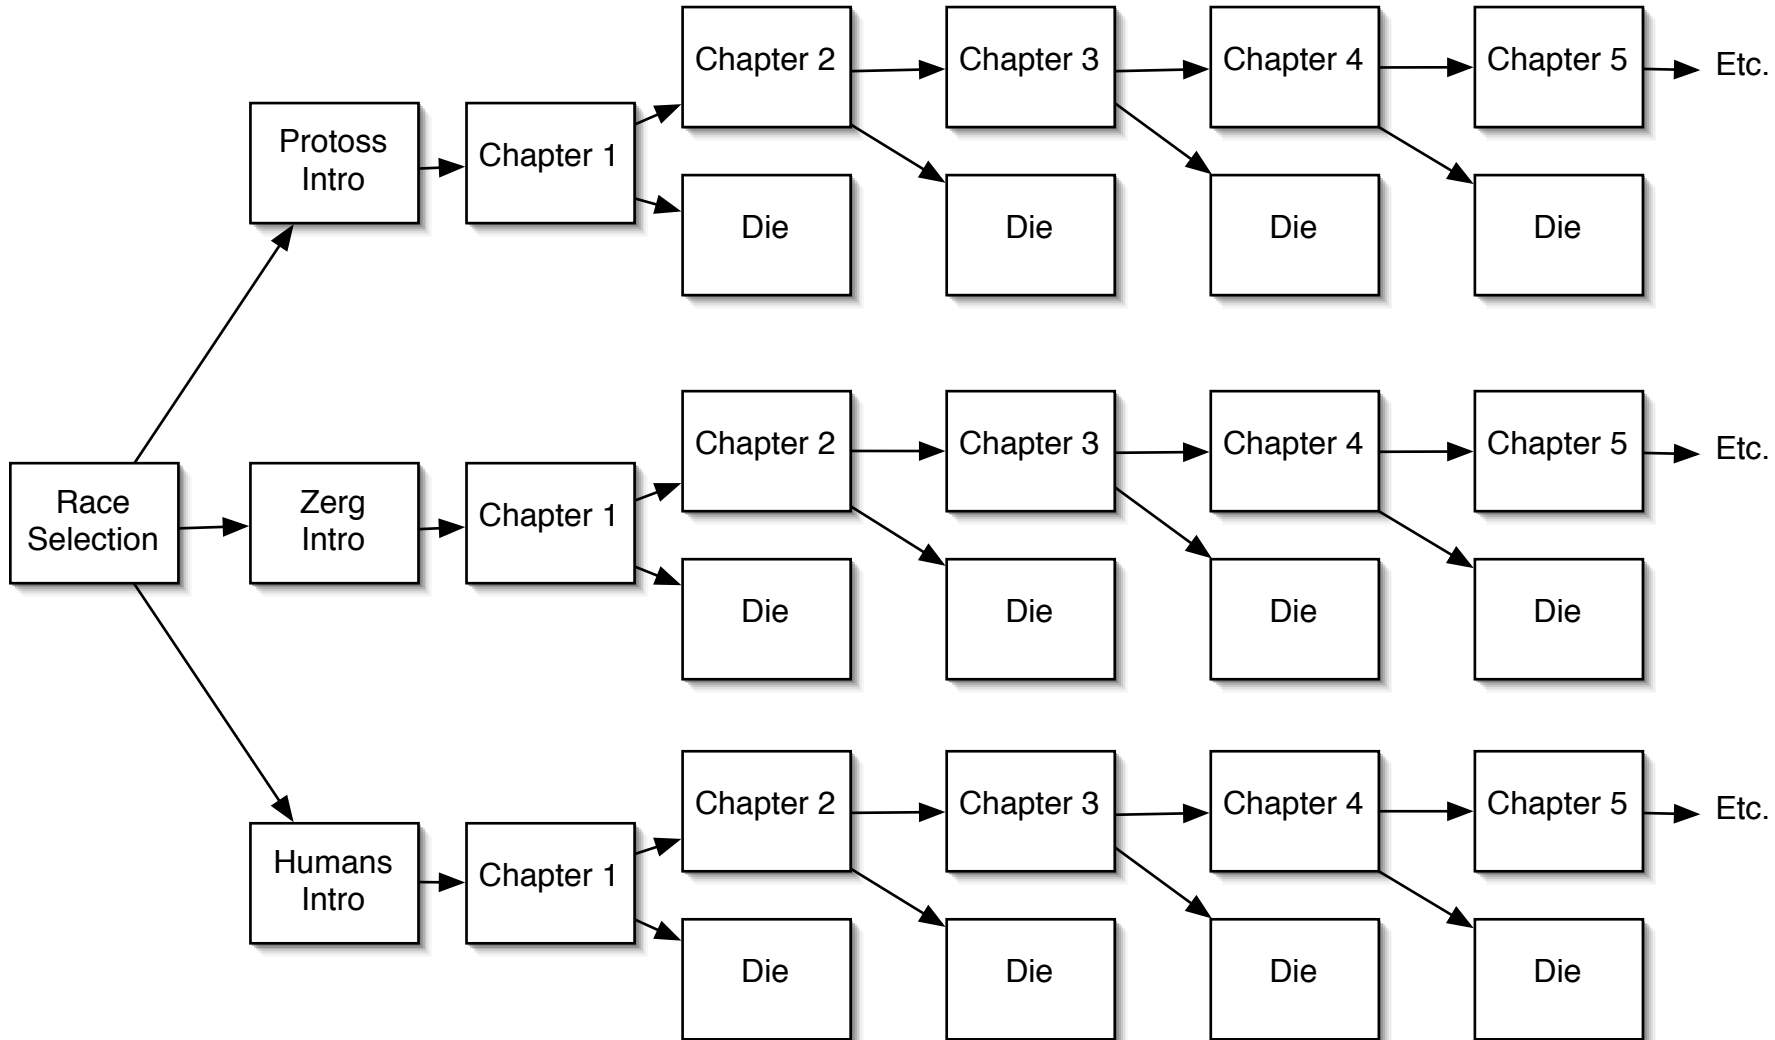 Chapter 2
Chapter 3
Chapter 4
Chapter 5
Etc.
Protoss
Intro
Chapter 1
Die
Die
Die
Die
Chapter 2
Chapter 3
Chapter 4
Chapter 5
Etc.
Race
Selection
Zerg
Intro
Chapter 1
Die
Die
Die
Die
Chapter 2
Chapter 3
Chapter 4
Chapter 5
Etc.
Humans
Intro
Chapter 1
Die
Die
Die
Die